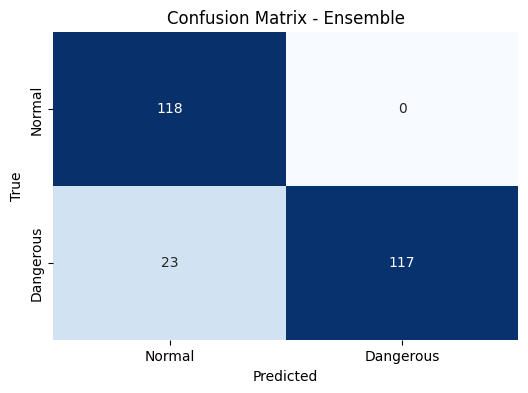 Confusion Matrix - Ensemble
True
Normal
118
0
Dangerous
23
117
Normal
Dangerous
Predicted